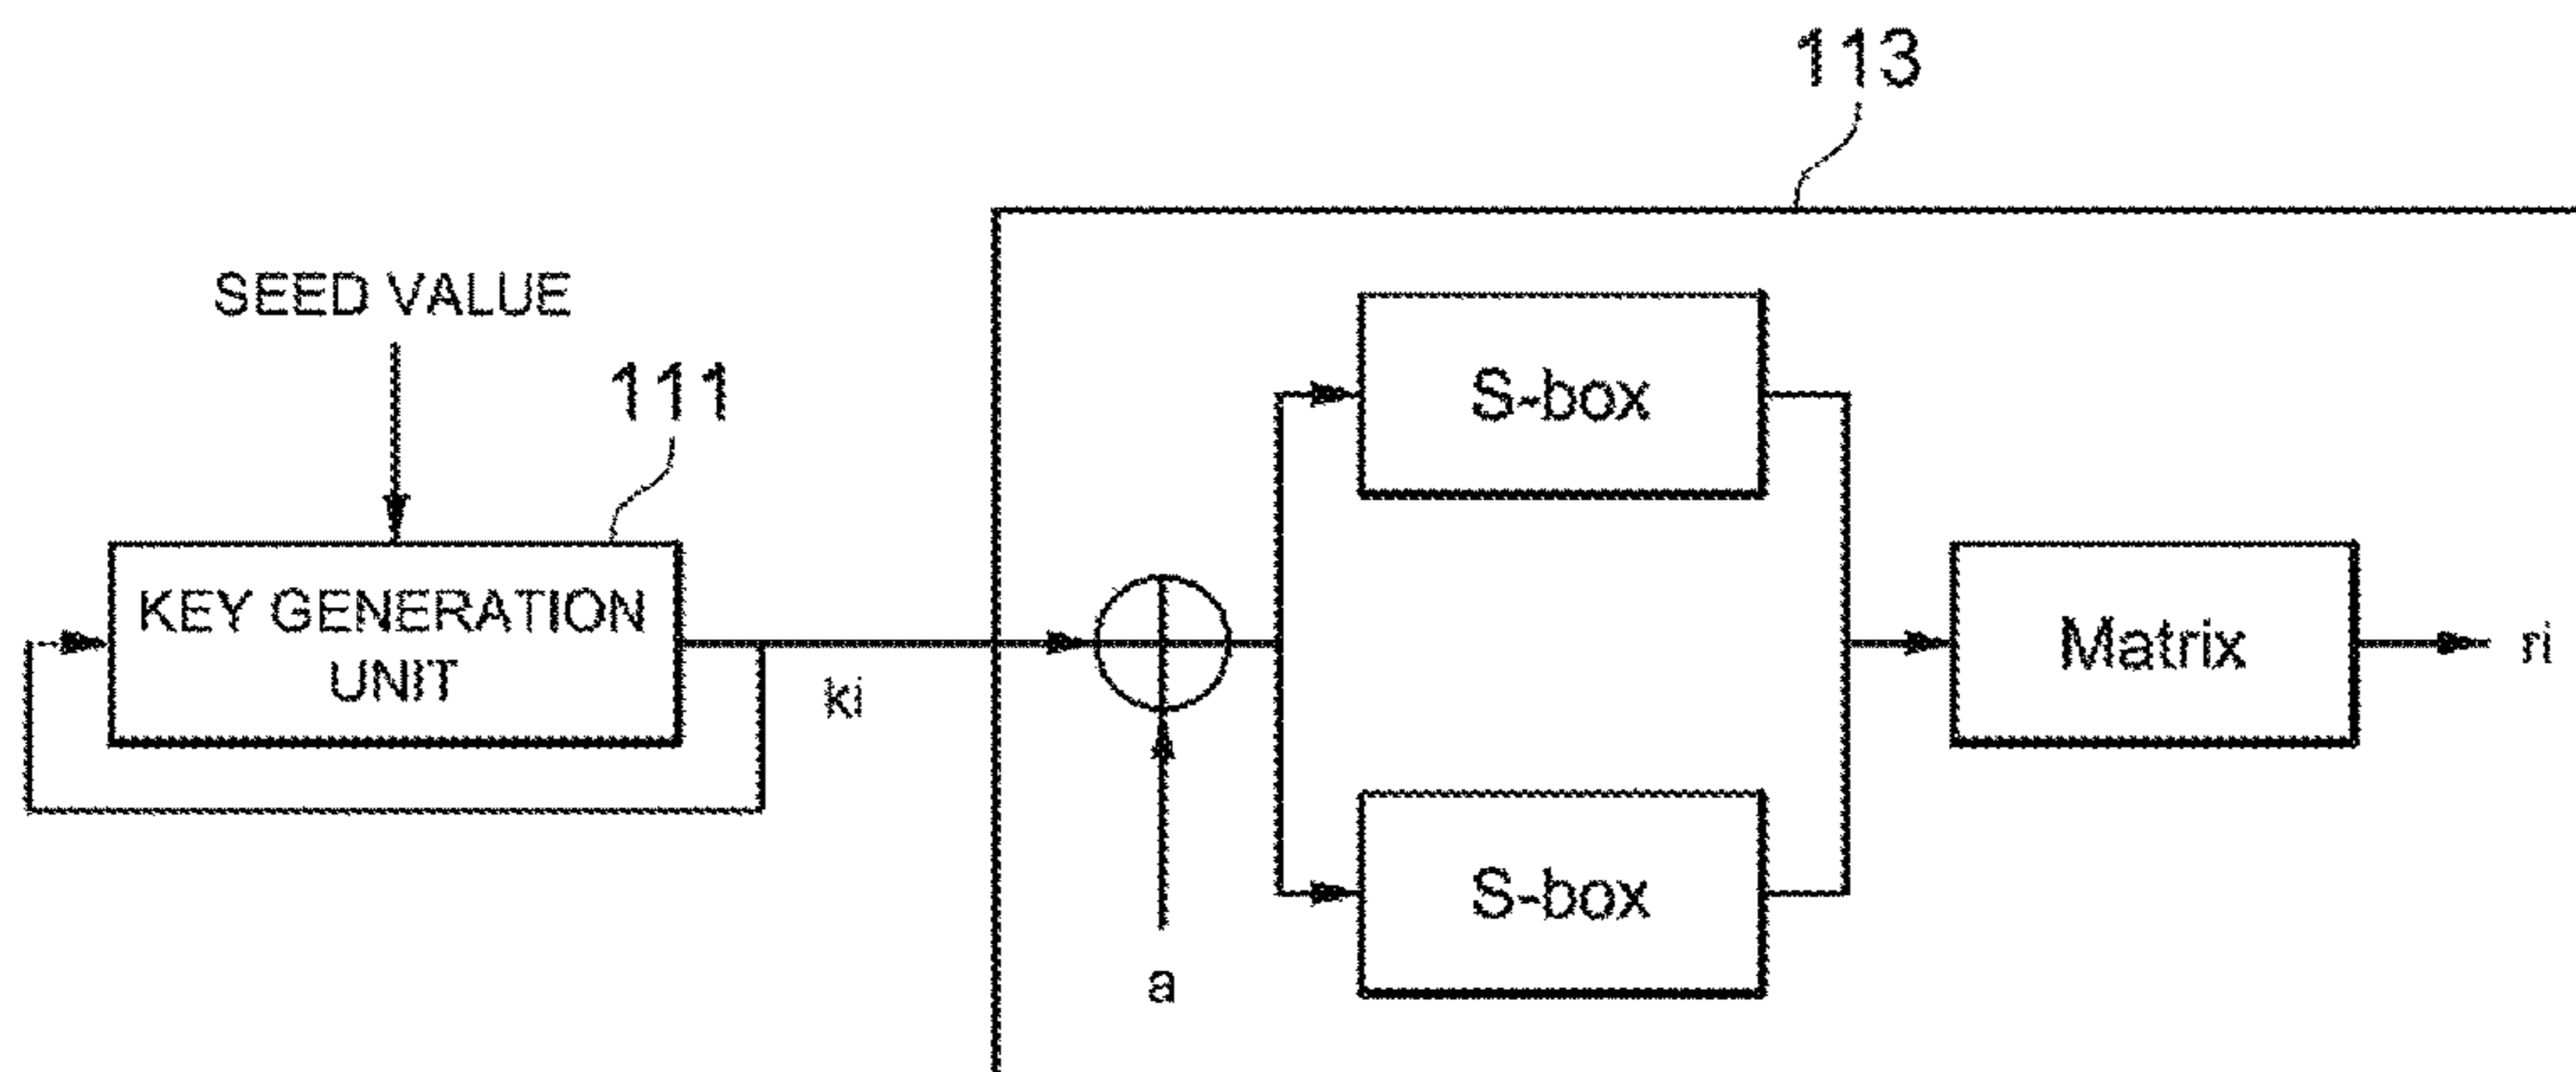 113
SEED VALUE
111
S-box
KEY GENERATION
UNIT
ki
Matrix
ri
S-box
a